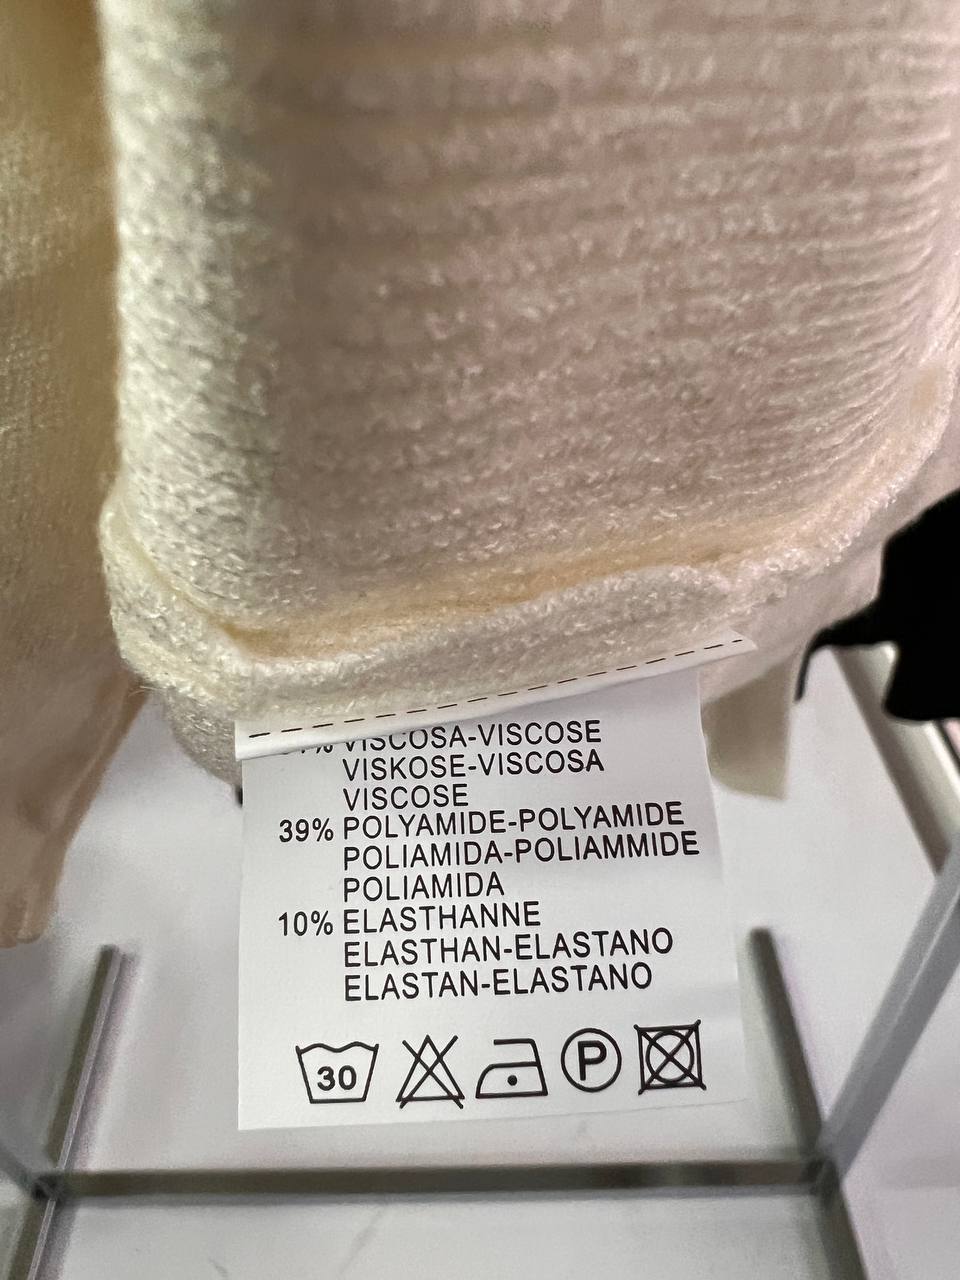 VISCOSA-VISCOSE
VISKOSE-VISCOSA
VISCOSE
39% POLYAMIDE-POLYAMIDE
POLIAMIDA-POLIAMMIDE
POLIAMIDA
10% ELASTHANNE
ELASTHAN-ELASTANO
ELASTAN-ELASTANO
30 P